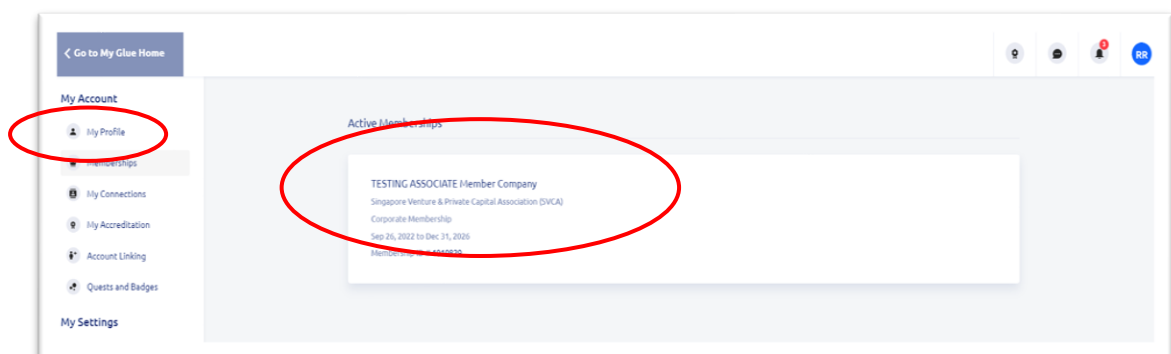 Go to My Glue Home
3
RR
My Account
My Profile
Memberships
My Connections
My Accreditation
Account Linking
Quests and Badges
My Settings
Active Memberships
TESTING ASSOCIATE Member Company
Singapore Venture & Private Capital Association (SVCA)
Corporate Membership
Sep 26, 2022 to Dec 31, 2026
Membership